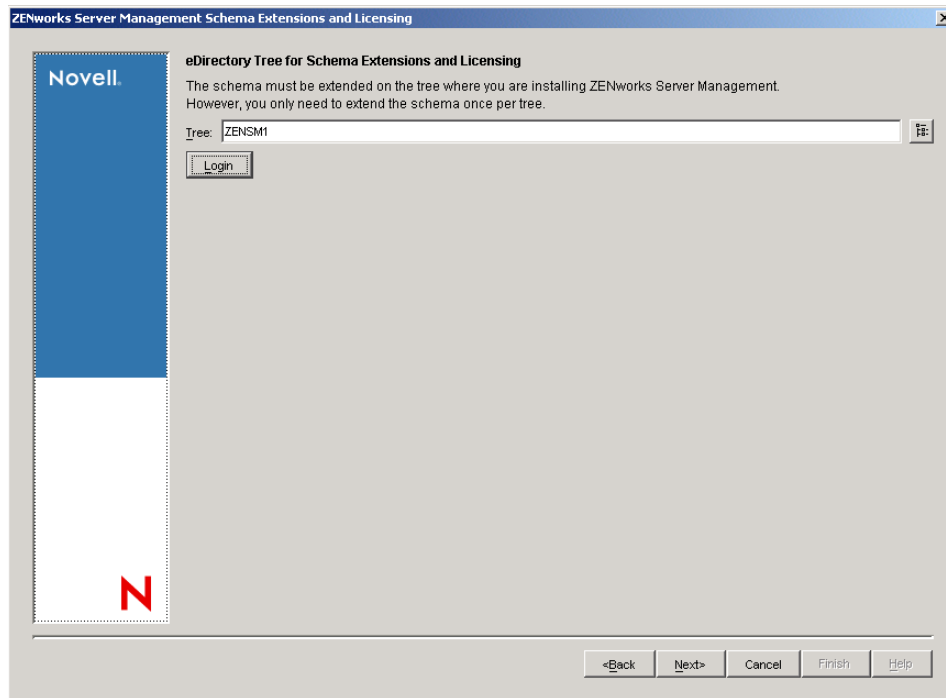 ZENworks Server Management Schema Extensions and Licensing
Novell.
eDirectory Tree for Schema Extensions and Licensing
The schema must be extended on the tree where you are installing ZENworks Server Management.
However, you only need to extend the schema once per tree.
Tree: ZENSM1
Login
N
<Back Next> Cancel Finish Help